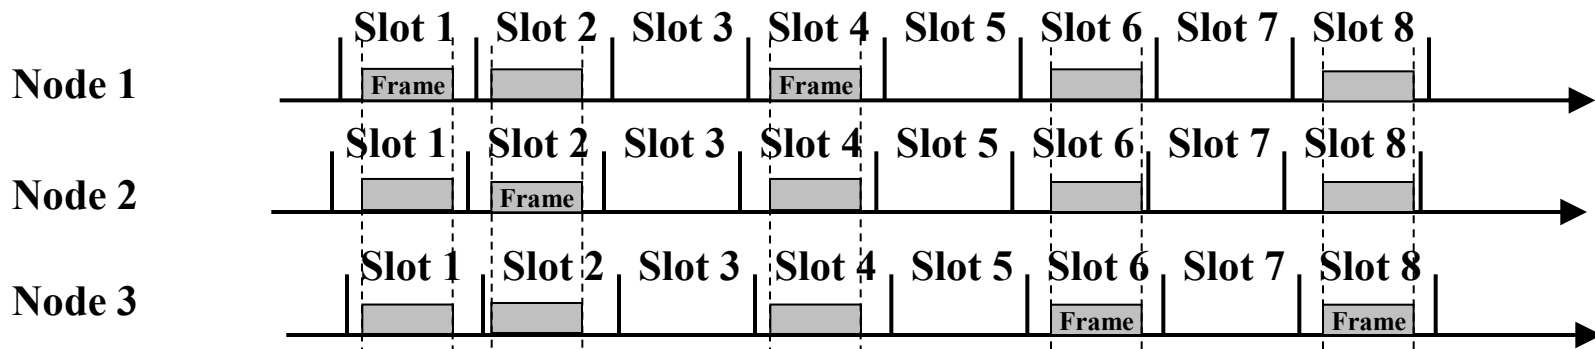 Slot 1 Slot 2 Slot 3 Slot 4 Slot 5 Slot 6 Slot 7 Slot 8
Node 1 Frame Frame
Slot 1 Slot 2 Slot 3 Slot 4 Slot 5 Slot 6 Slot 7 Slot 8
Node 2 Frame
Slot 1 Slot 2 Slot 3 Slot 4 Slot 5 Slot 6 Slot 7 Slot 8
Node 3 Frame Frame